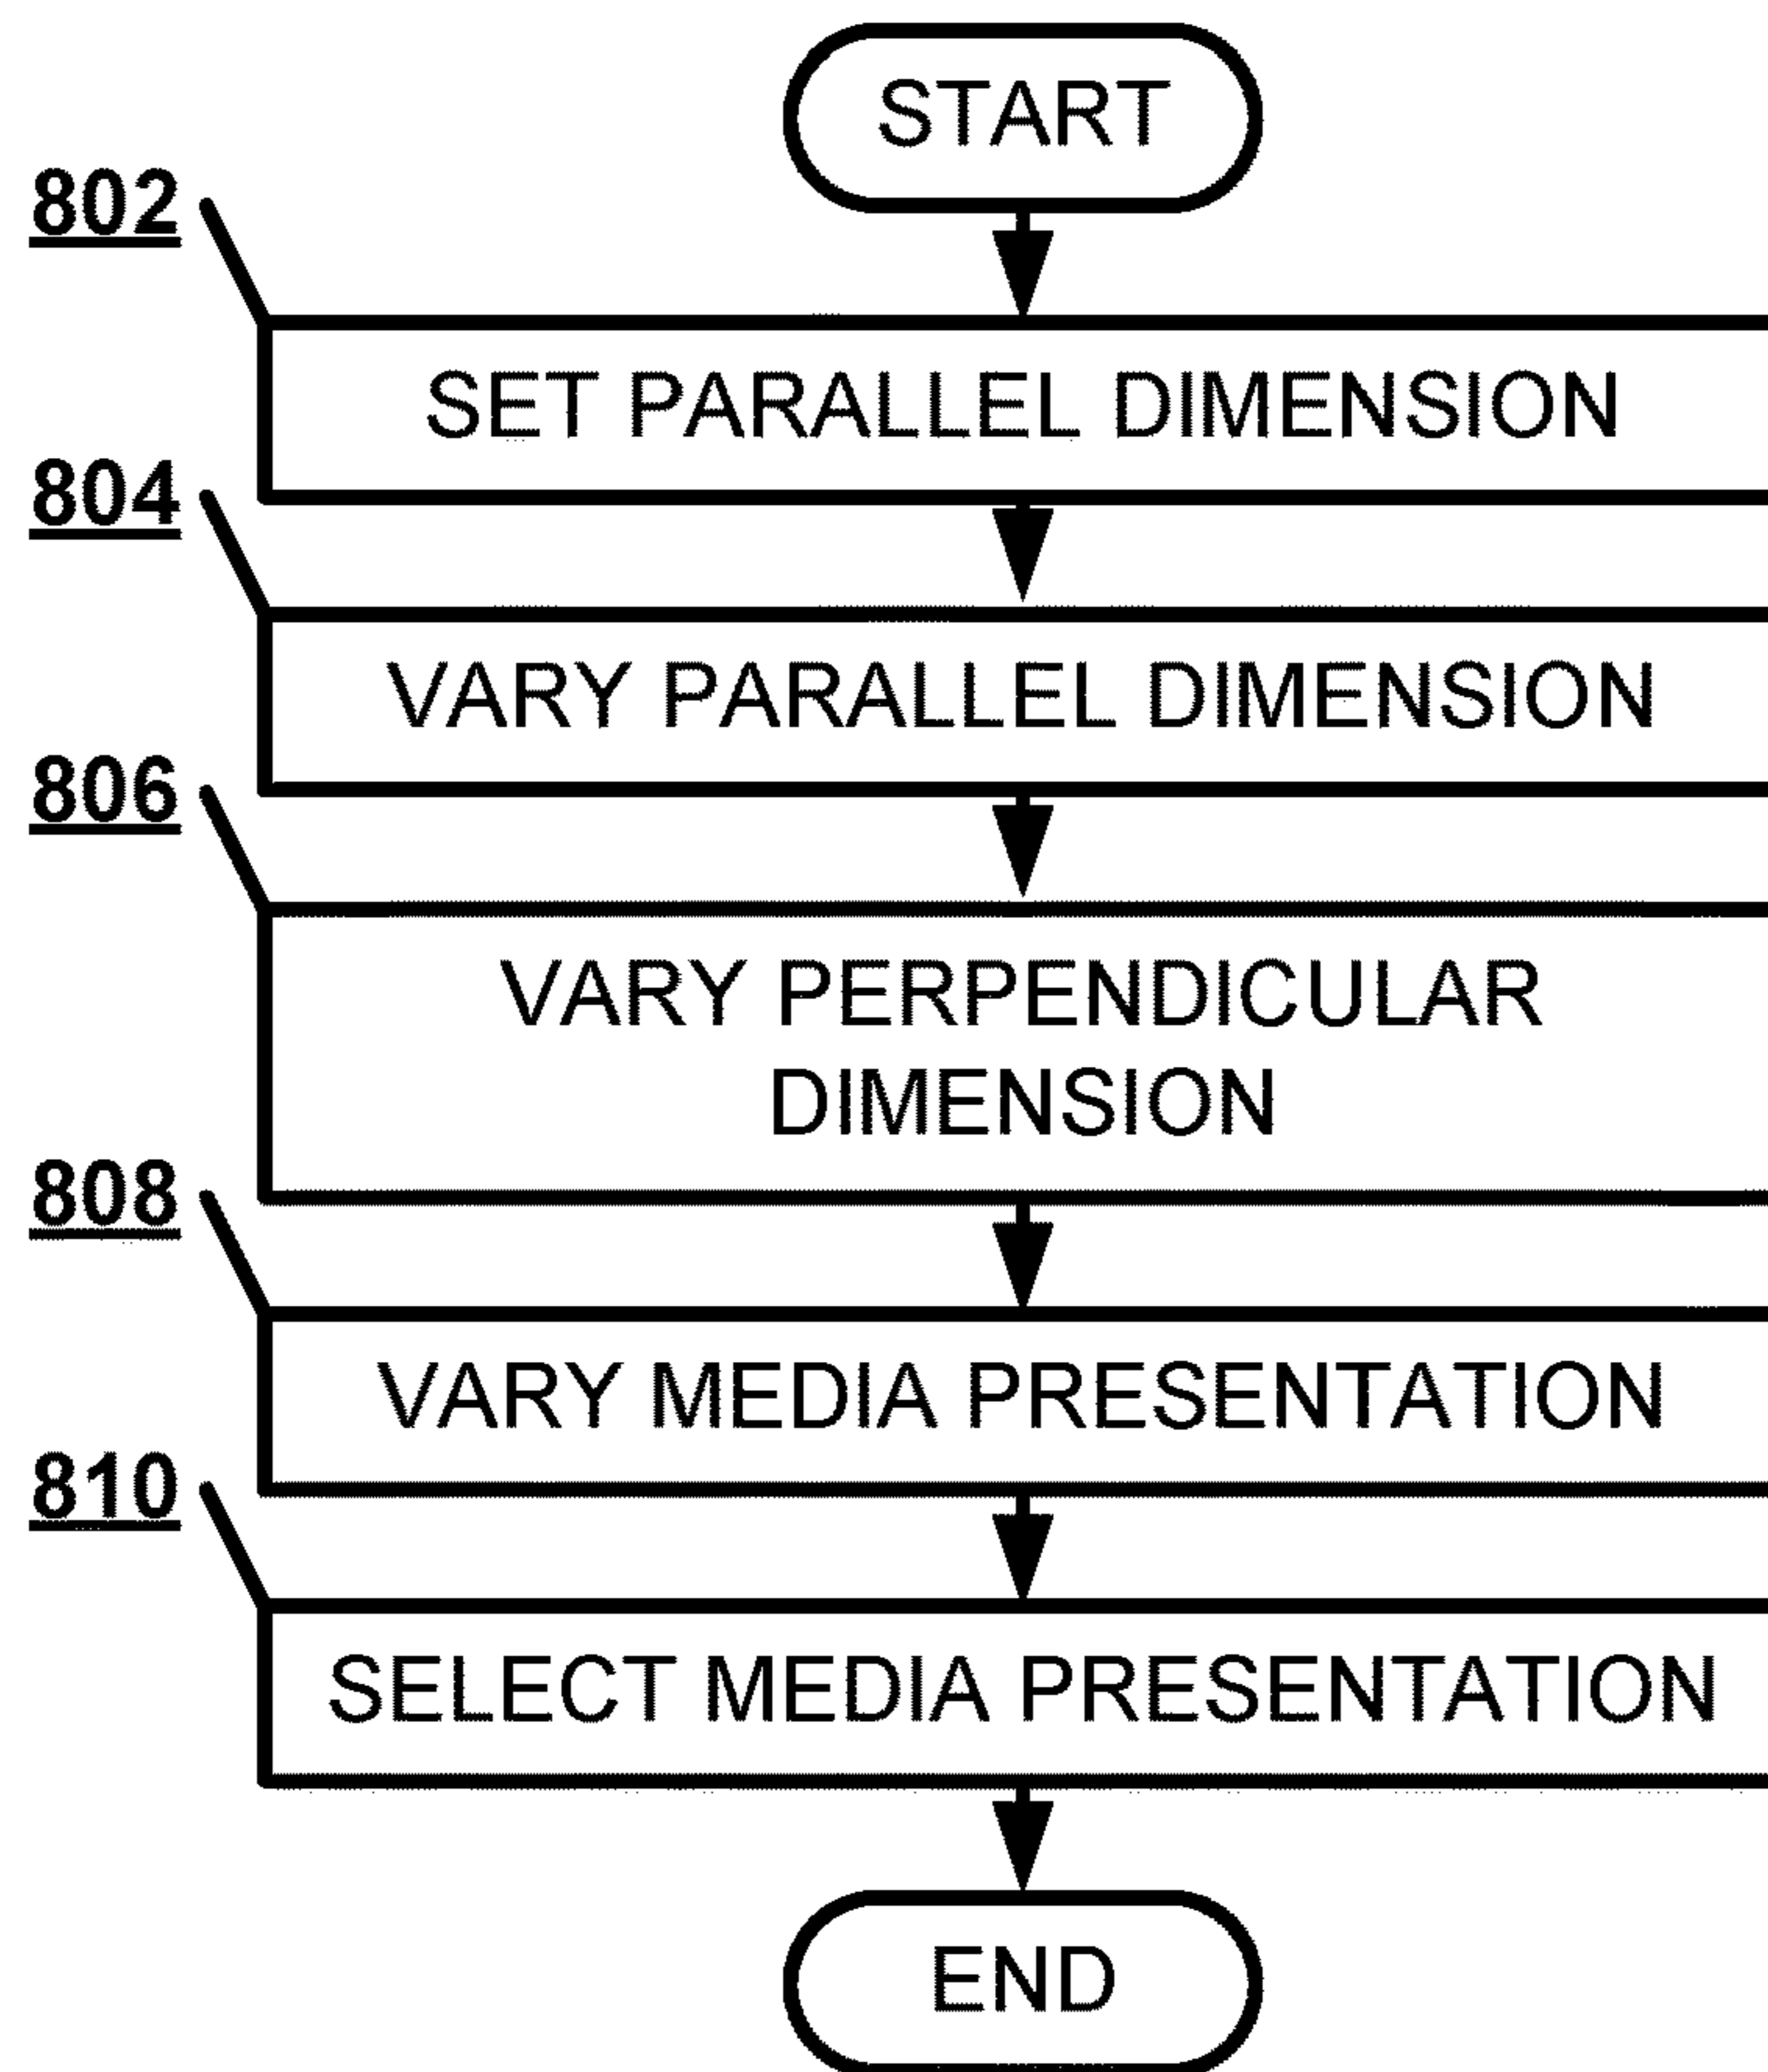 START
802
SET PARALLEL DIMENSION
804
VARY PARALLEL DIMENSION
806
VARY PERPENDICULAR
DIMENSION
808
VARY MEDIA PRESENTATION
810
SELECT MEDIA PRESENTATION
END